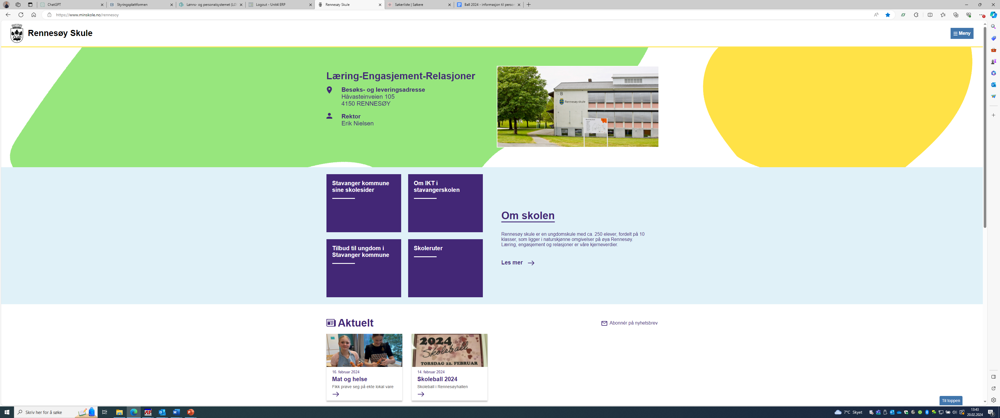 ChatGPT
Styringsplattformen
Lønns- og personalsystemet (LØ
Logout - Unit4 ERP
Rennesøy Skule
Søkerliste | Søkere
Ball 2024 - informasjon til person
https://www.minskole.no/rennesoy
Rennesøy Skule
Meny
Læring-Engasjement-Relasjoner
Besøks- og leveringsadresse
Håvasteinveien 105
4150 RENNESØY
Rektor
Erik Nielsen
B
Rennesøy skule
Stavanger kommune
sine skolesider
Om IKT i
stavangerskolen
Tilbud til ungdom i
Stavanger kommune
Skoleruter
Om skolen
Rennesøy skule er en ungdomskule med ca. 250 elever, fordelt på 10
klasser, som ligger i naturskjønne omgivelser på øya Rennesøy.
Læring, engasjement og relasjoner er våre kjerneverdier.
Les mer
Aktuelt
Abonnér på nyhetsbrev
2024
Skoleball
TORSDAG 22. FEBRUAR
16. februar 2024
Mat og helse
Fikk prøve seg på ekte lokal vare
14. februar 2024
Skoleball 2024
Skoleball i Rennesøyhallen
Til toppen
Skriv her for å søke
7°C Skyet
13:43
20.02.2024
3